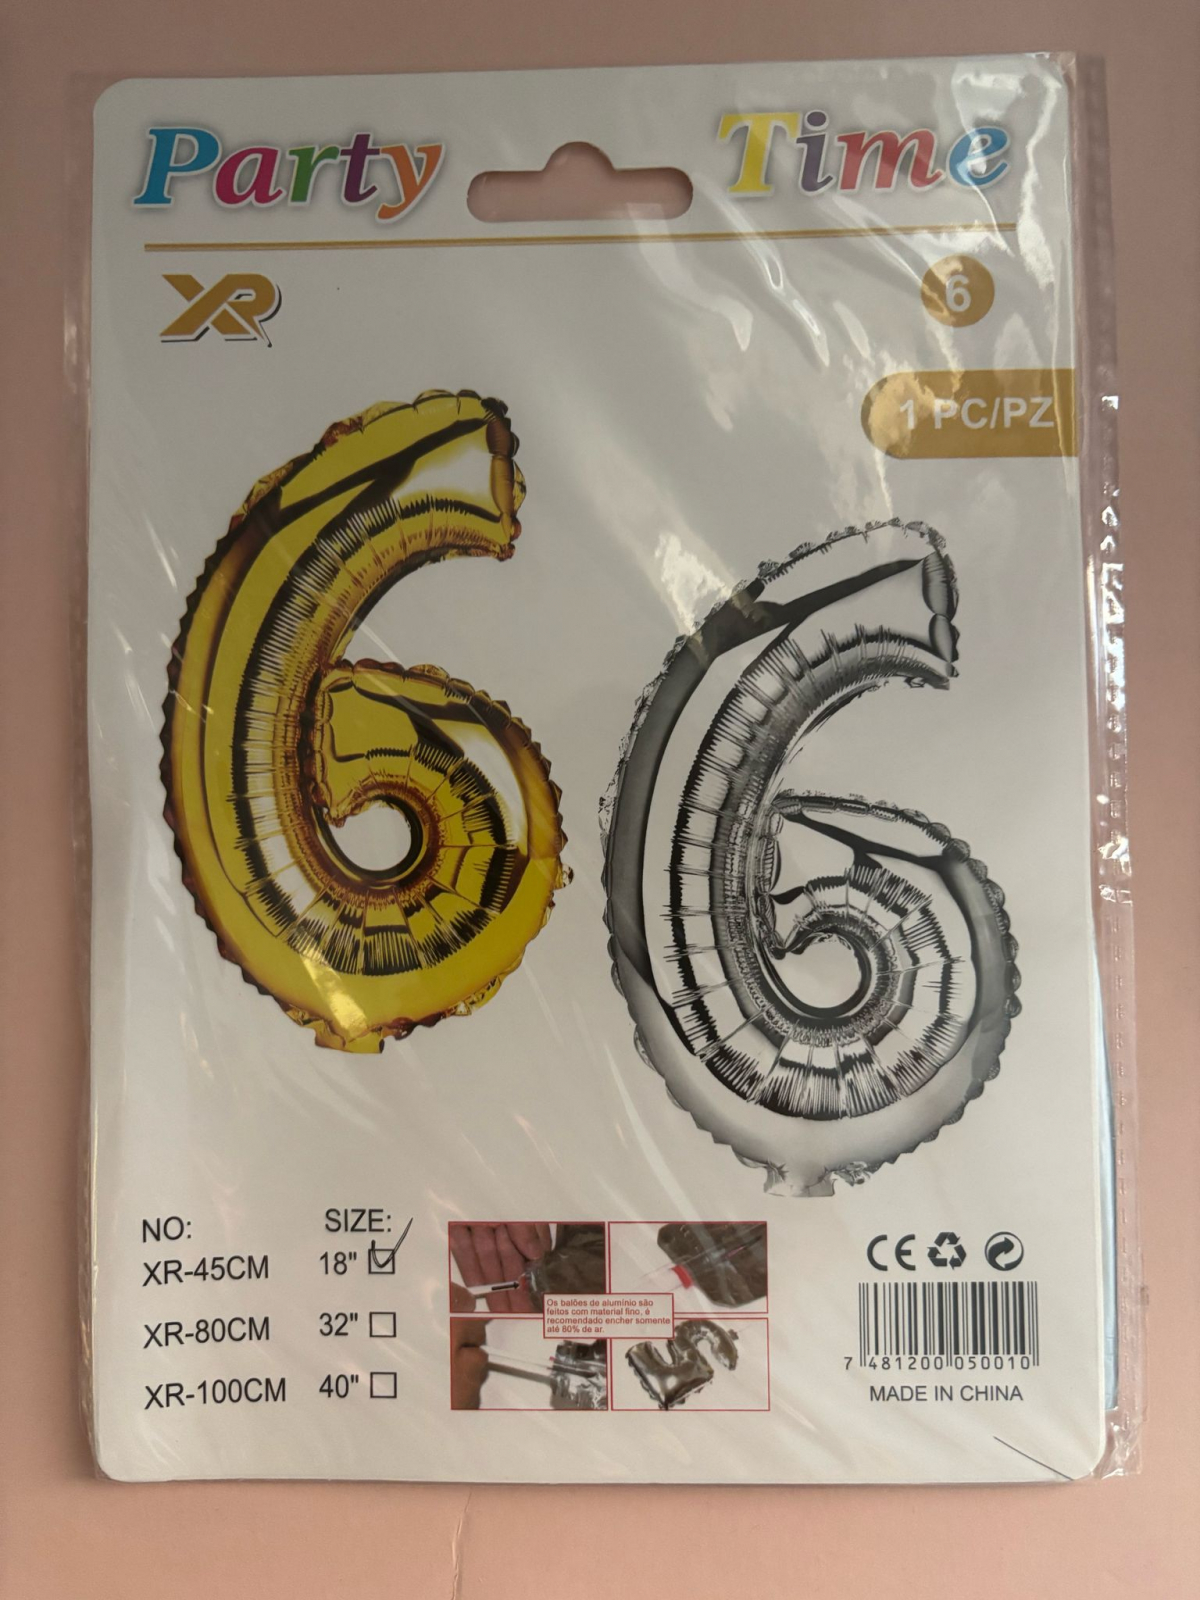 Party Time
XR
6
1 PC/PZ
NO: SIZE:
XR-45CM 18"
XR-80CM 32"
XR-100CM 40"
Os balões de alumínio são
feitos com material fino, é
recomendado encher somente
até 80% de ar.
CE
7 481200 050010
MADE IN CHINA